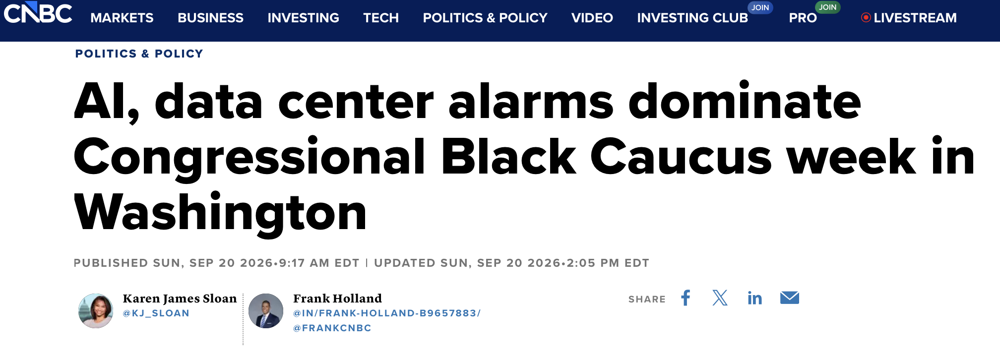 CNBC
MARKETS BUSINESS INVESTING TECH POLITICS & POLICY VIDEO INVESTING CLUB JOIN PRO JOIN LIVESTREAM
POLITICS & POLICY
AI, data center alarms dominate
Congressional Black Caucus week in
Washington
PUBLISHED SUN, SEP 20 2026•9:17 AM EDT | UPDATED SUN, SEP 20 2026•2:05 PM EDT
Karen James Sloan
@KJ_SLOAN
Frank Holland
@IN/FRANK-HOLLAND-B9657883/
@FRANKCNBC
SHARE